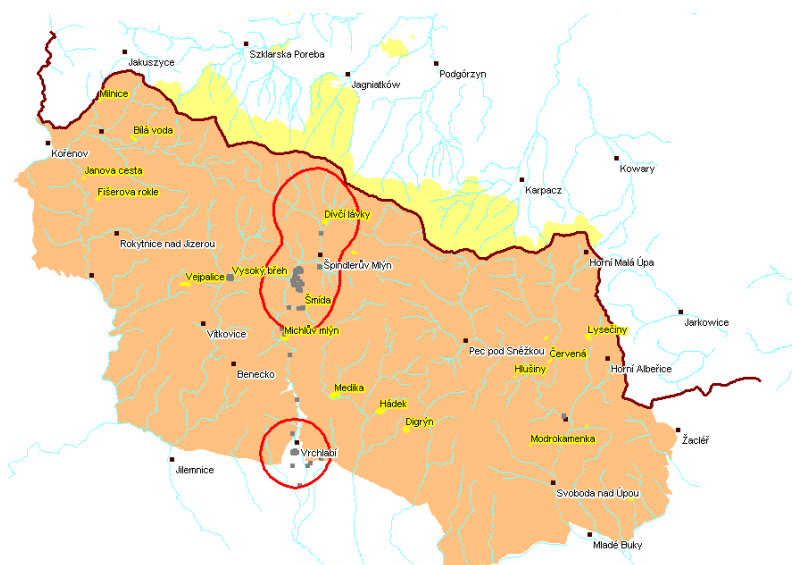 Szklarska Poreba
Jakuszyce
Podgórzyn
Jagniatków
Milnice
Bílá voda
Kořenov
Kowary
Janova cesta
Karpacz
Fišerova rokle
Dívčí lávky
Rokytnice nad Jizerou
Horní Malá Úpa
Špindlerův Mlýn
Vysoký břeh
Vejpalice
Šmída
Jarkowice
Vítkovice
Michlův mlýn
Lysečiny
Pec pod Sněžkou
Červená
Hlušiny
Horní Albeřice
Benecko
Medika
Hádek
Digrýn
Modrokamenka
Žacléř
Vrchlabí
Jilemnice
Svoboda nad Úpou
Mladé Buky